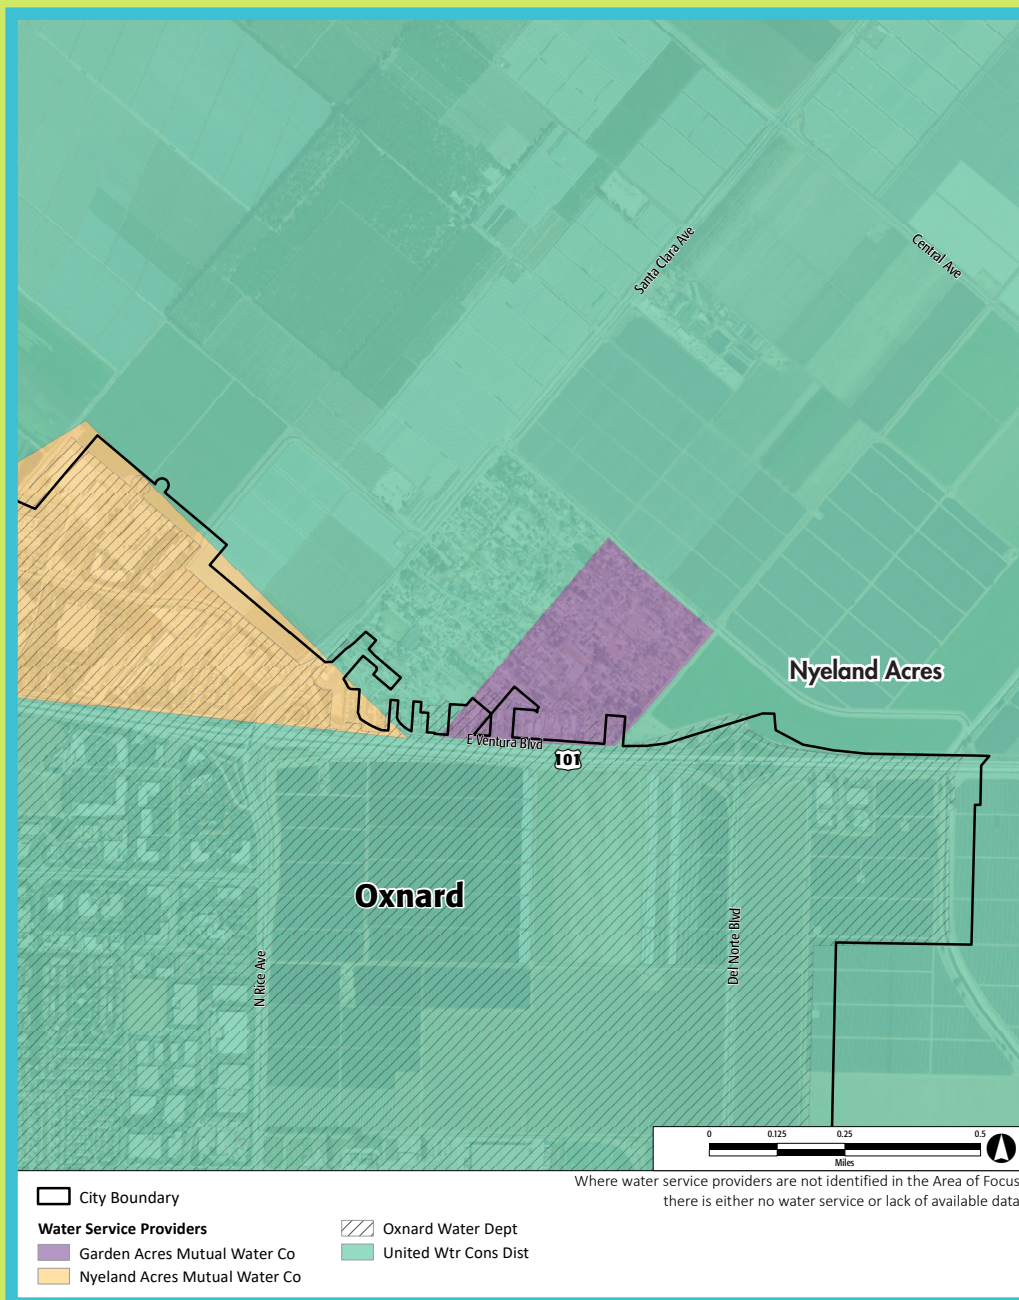 Santa Clara Ave
Central Ave
Nyeland Acres
E Ventura Blvd
101
Oxnard
N Rice Ave
Del Norte Blvd
0 0.125 0.25 0.5
Miles
Where water service providers are not identified in the Area of Focus
there is either no water service or lack of available data
City Boundary
Water Service Providers
Garden Acres Mutual Water Co
Nyeland Acres Mutual Water Co
Oxnard Water Dept
United Wtr Cons Dist